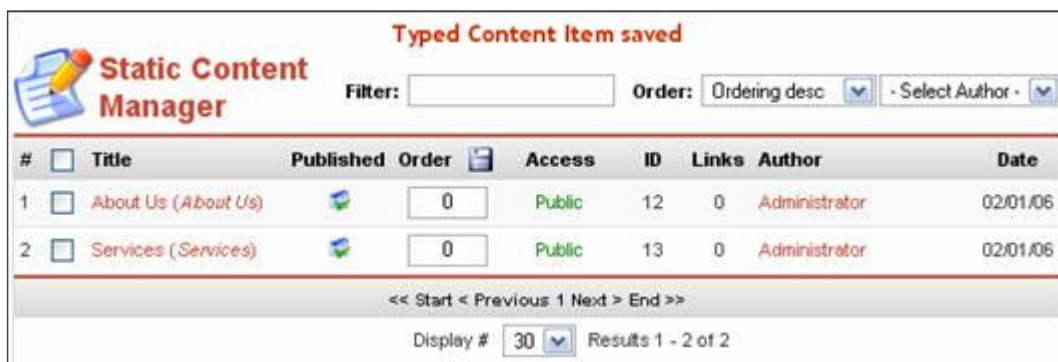 Typed Content Item saved
Static Content Manager
Filter: Order: Ordering desc - Select Author -
# Title Published Order Access ID Links Author Date
1 About Us (About Us) 0 Public 12 0 Administrator 02/01/06
2 Services (Services) 0 Public 13 0 Administrator 02/01/06
<< Start < Previous 1 Next > End >>
Display # 30 Results 1 - 2 of 2